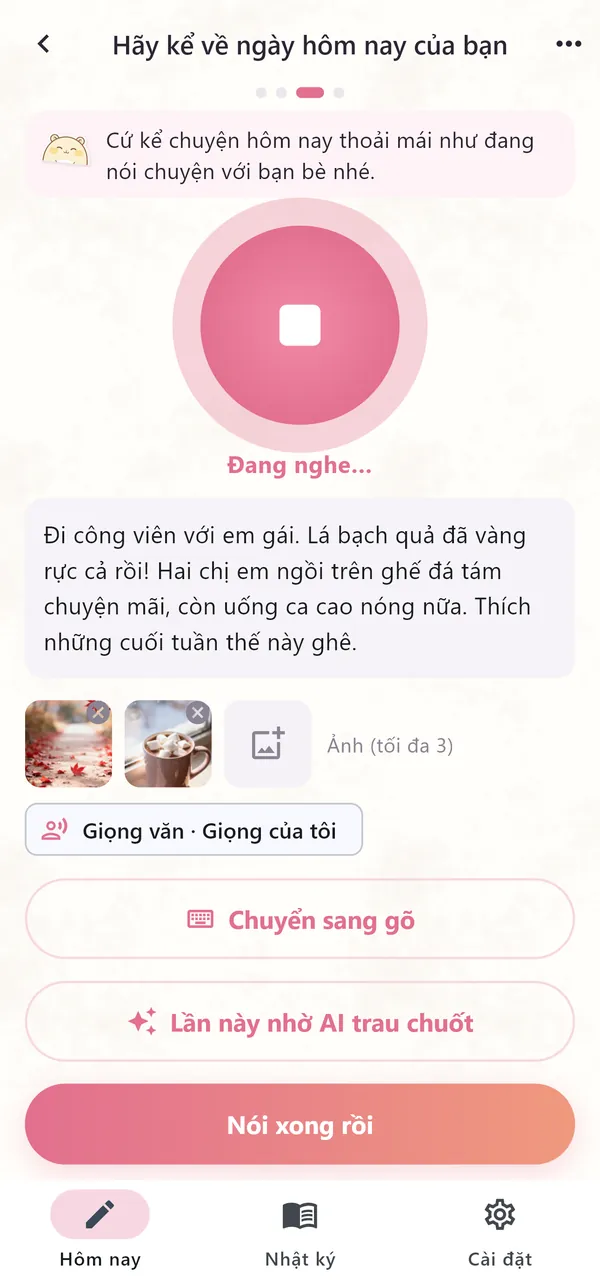 Hãy kể về ngày hôm nay của bạn
Cứ kể chuyện hôm nay thoải mái như đang
nói chuyện với bạn bè nhé.
Đang nghe...
Đi công viên với em gái. Lá bạch quả đã vàng
rực cả rồi! Hai chị em ngồi trên ghế đá tám
chuyện mãi, còn uống ca cao nóng nữa. Thích
những cuối tuần thế này ghê.
Ảnh (tối đa 3)
Giọng văn · Giọng của tôi
Chuyển sang gõ
Lần này nhờ AI trau chuốt
Nói xong rồi
Hôm nay
Nhật ký
Cài đặt